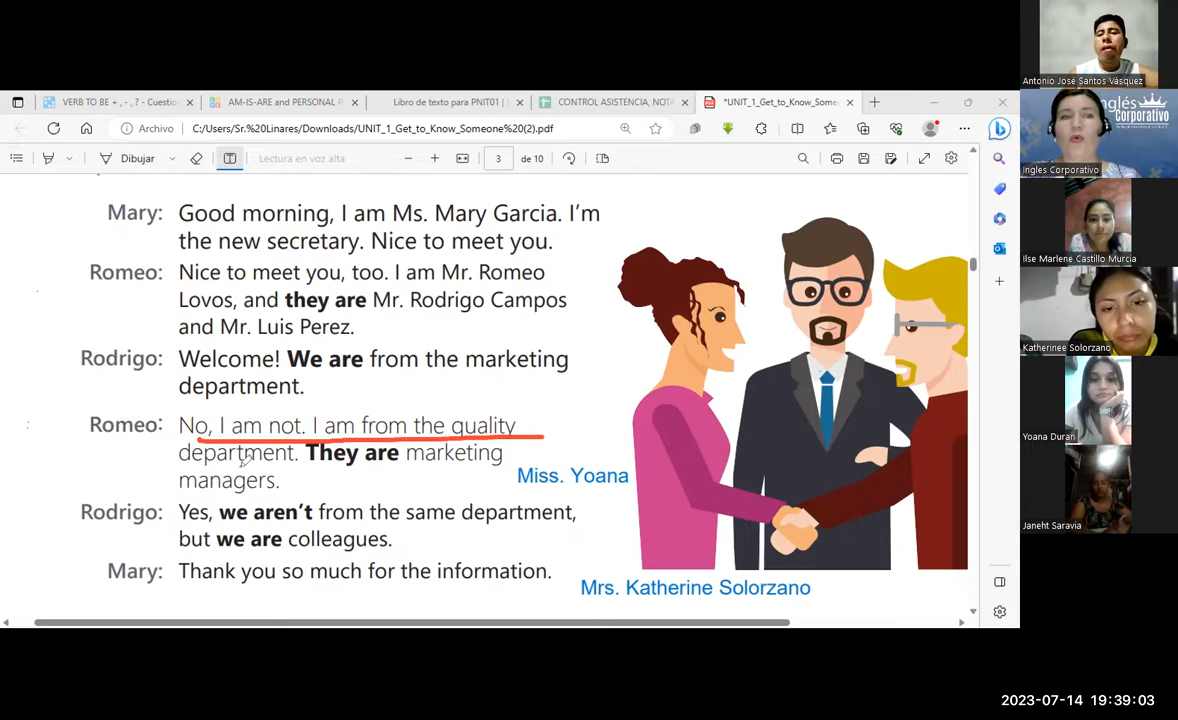 VERB TO BE + , - , ? - Cuestio
AM-IS-ARE and PERSONAL P
Libro de texto para PNIT01 |
CONTROL ASISTENCIA, NOTA
*UNIT_1_Get_to_Know_Some
Archivo
C:/Users/Sr.%20Linares/Downloads/UNIT_1_Get_to_Know_Someone%20(2).pdf
Dibujar
Lectura en voz alta
3
de 10
Mary: Good morning, I am Ms. Mary Garcia. I'm
the new secretary. Nice to meet you.
Romeo: Nice to meet you, too. I am Mr. Romeo
Lovos, and they are Mr. Rodrigo Campos
and Mr. Luis Perez.
Rodrigo: Welcome! We are from the marketing
department.
Romeo: No, I am not. I am from the quality
department. They are marketing
managers.
Rodrigo: Yes, we aren't from the same department,
but we are colleagues.
Mary: Thank you so much for the information.
Miss. Yoana
Mrs. Katherine Solorzano
Antonio José Santos Vásquez
Inglés
Corporativo
Ingles Corporativo
Ilse Marlene Castillo Murcia
Katherinee Solorzano
Yoana Duran
Janeht Saravia
2023-07-14 19:39:03